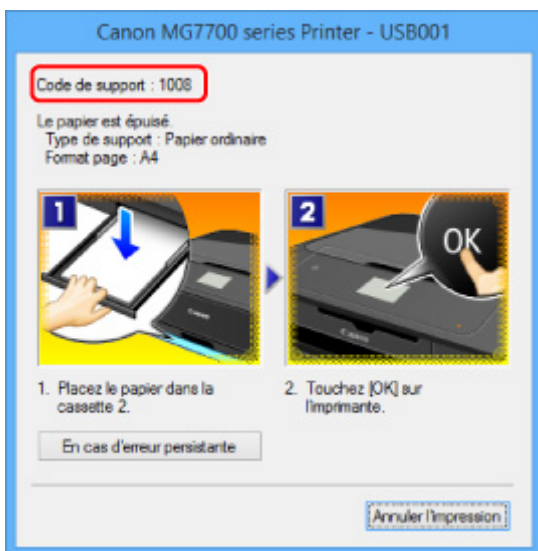 Canon MG7700 series Printer - USB001
Code de support : 1008
Le papier est épuisé.
Type de support : Papier ordinaire
Format page : A4
1
2
OK
Canon
Canon
1. Placez le papier dans la
cassette 2.
2. Touchez [OK] sur
l'imprimante.
En cas d'erreur persistante
Annuler l'impression